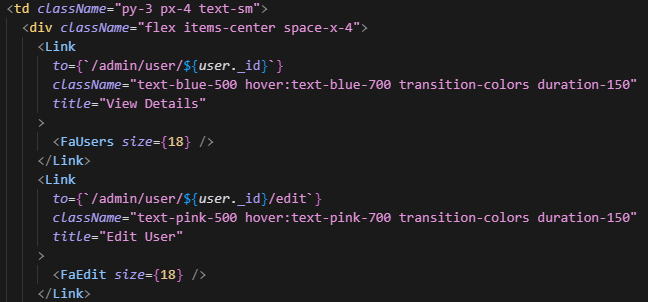 <td className="py-3 px-4 text-sm">
<div className="flex items-center space-x-4">
<Link
to={`/admin/user/${user._id}`}
className="text-blue-500 hover:text-blue-700 transition-colors duration-150"
title="View Details"
>
<FaUsers size={18} />
</Link>
<Link
to={`/admin/user/${user._id}/edit`}
className="text-pink-500 hover:text-pink-700 transition-colors duration-150"
title="Edit User"
>
<FaEdit size={18} />
</Link>